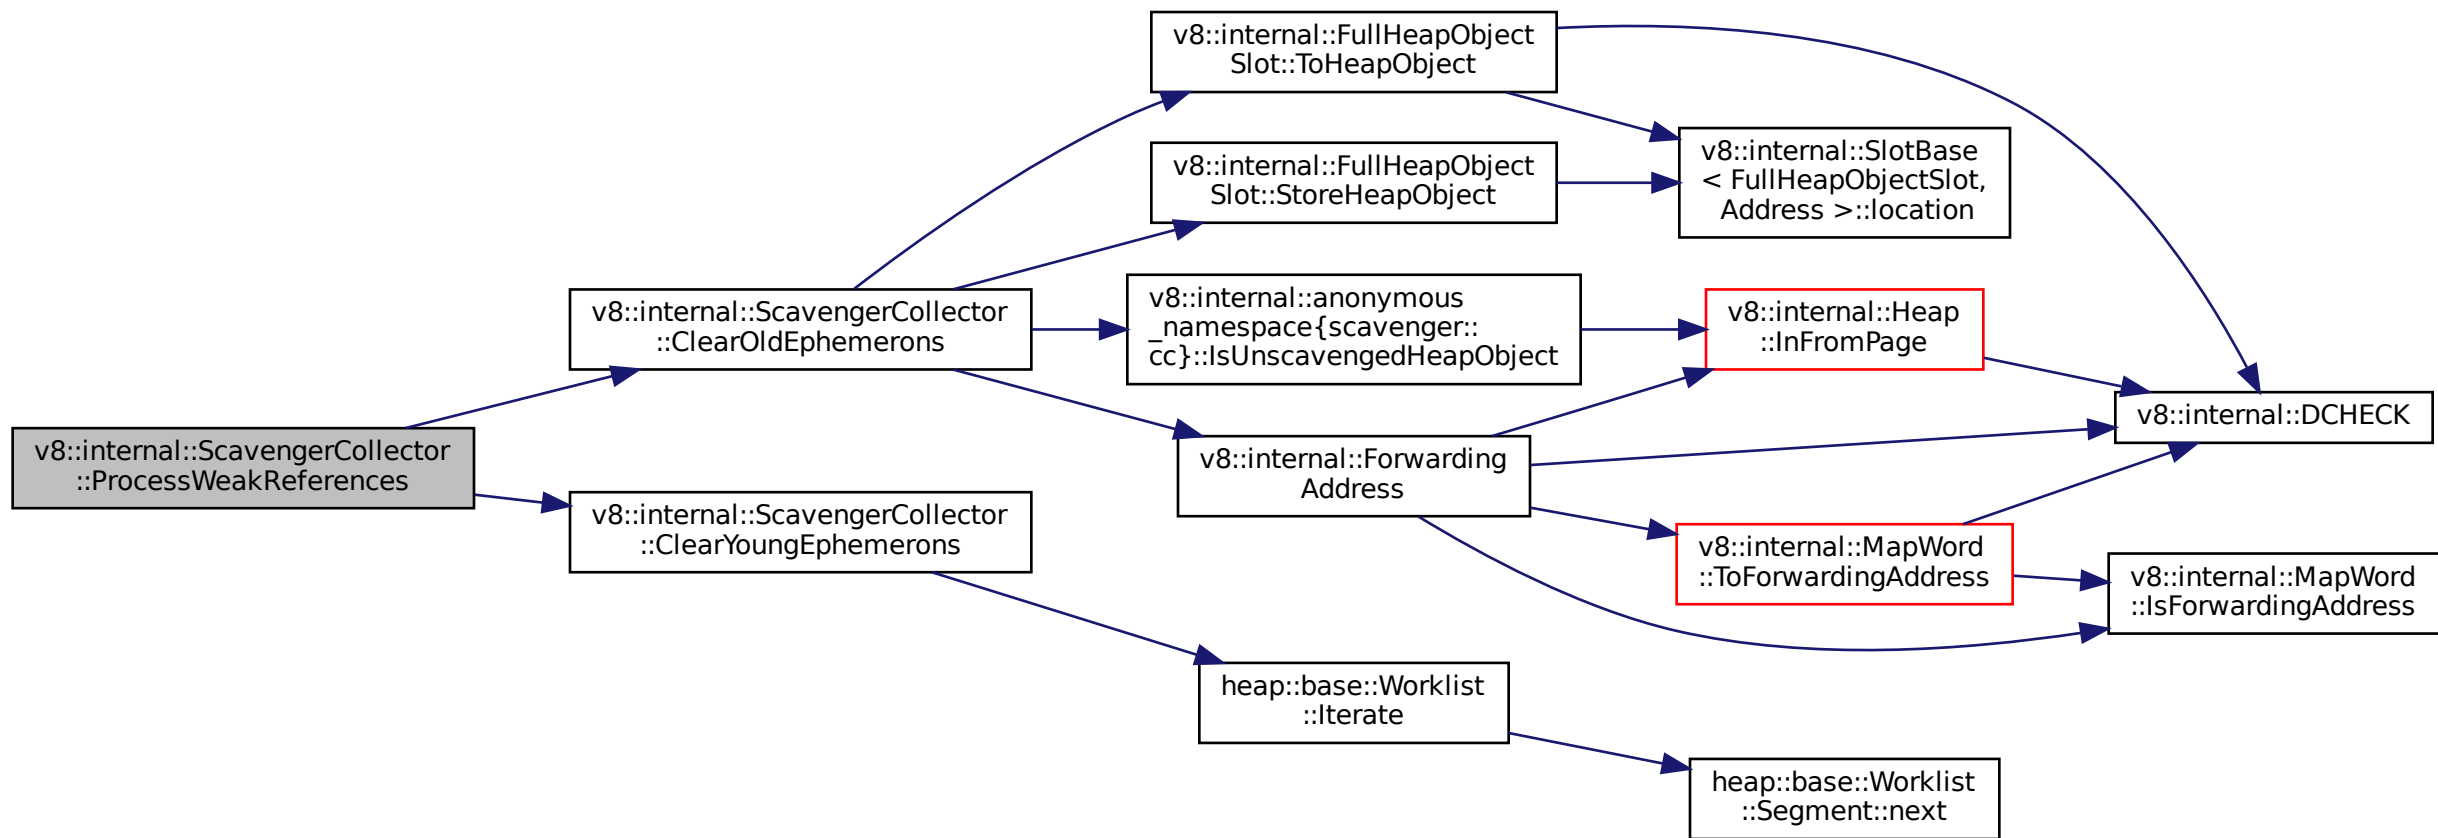 v8::internal::ScavengerCollector
::ProcessWeakReferences
v8::internal::ScavengerCollector
::ClearOldEphemerons
v8::internal::ScavengerCollector
::ClearYoungEphemerons
v8::internal::FullHeapObject
Slot::ToHeapObject
v8::internal::FullHeapObject
Slot::StoreHeapObject
v8::internal::anonymous
_namespace{scavenger::
cc}::IsUnscavengedHeapObject
v8::internal::Forwarding
Address
heap::base::Worklist
::Iterate
v8::internal::SlotBase
< FullHeapObjectSlot,
Address >::location
v8::internal::Heap
::InFromPage
v8::internal::MapWord
::ToForwardingAddress
heap::base::Worklist
::Segment::next
v8::internal::DCHECK
v8::internal::MapWord
::IsForwardingAddress